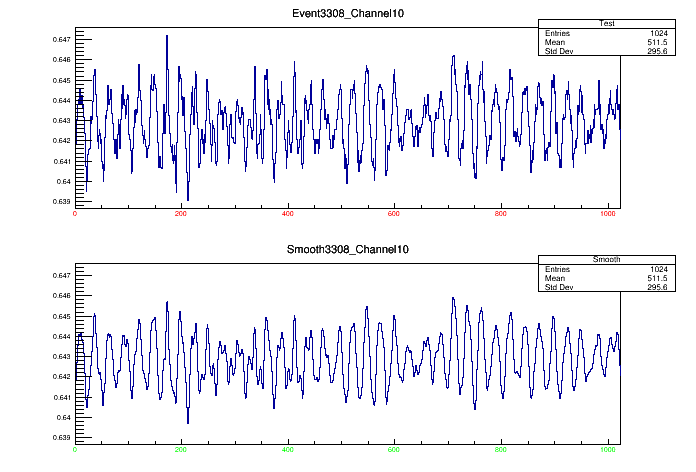 Event3308_Channel10
Test
Entries 1024
Mean 511.5
Std Dev 295.6
0.647
0.646
0.645
0.644
0.643
0.642
0.641
0.64
0.639
0 200 400 600 800 1000
Smooth3308_Channel10
Smooth
Entries 1024
Mean 511.5
Std Dev 295.6
0.647
0.646
0.645
0.644
0.643
0.642
0.641
0.64
0.639
0 200 400 600 800 1000